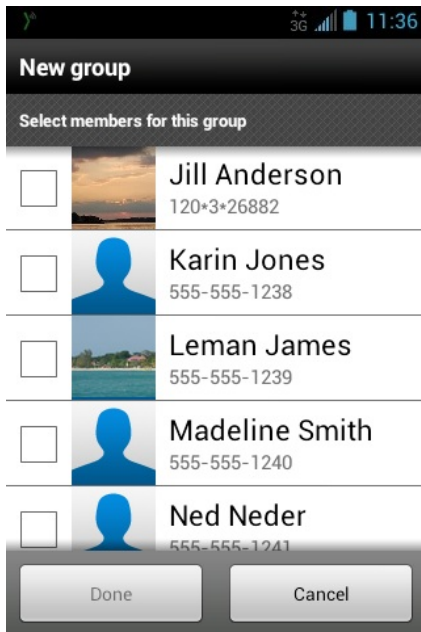 3G 11:36
New group
Select members for this group
Jill Anderson
120*3*26882
Karin Jones
555-555-1238
Leman James
555-555-1239
Madeline Smith
555-555-1240
Ned Neder
555-555-1241
Done Cancel